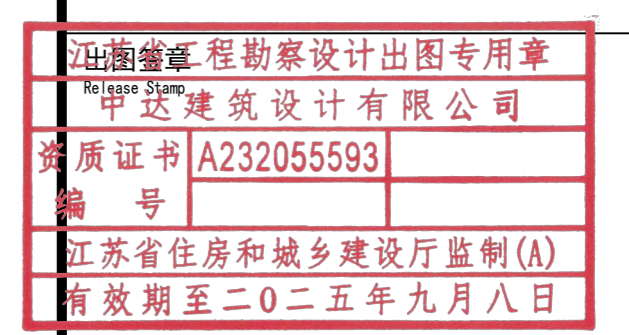 江苏省工程勘察设计出图专用章
出图签章
Release Stamp
中达建筑设计有限公司
资质证书 A232055593
编 号
江苏省住房和城乡建设厅监制(A)
有效期至二0二五年九月八日